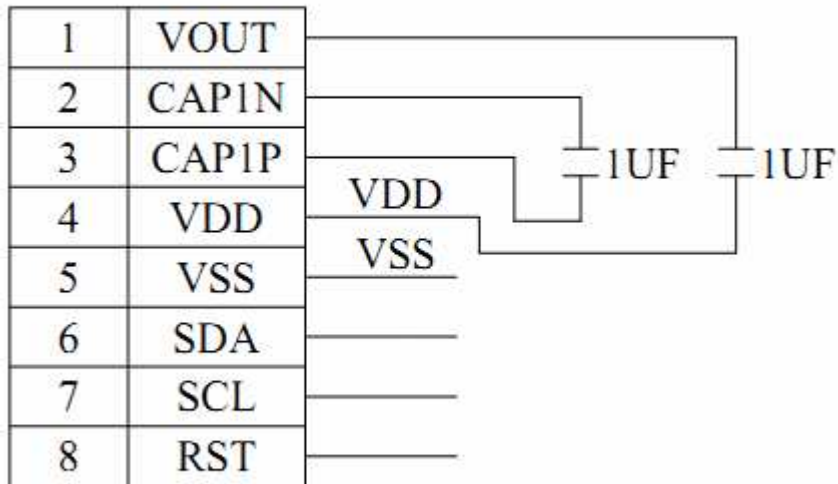 1 VOUT
2 CAP1N
3 CAP1P
1UF 1UF
VDD
4 VDD
VSS
5 VSS
6 SDA
7 SCL
8 RST